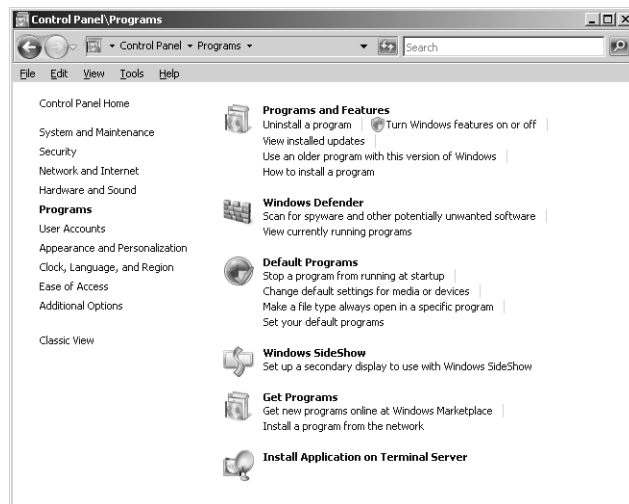 Control Panel\Programs
Control Panel Programs Search
File Edit View Tools Help
Control Panel Home
System and Maintenance
Security
Network and Internet
Hardware and Sound
Programs
User Accounts
Appearance and Personalization
Clock, Language, and Region
Ease of Access
Additional Options
Classic View
Programs and Features
Uninstall a program Turn Windows features on or off
View installed updates
Use an older program with this version of Windows
How to install a program
Windows Defender
Scan for spyware and other potentially unwanted software
View currently running programs
Default Programs
Stop a program from running at startup
Change default settings for media or devices
Make a file type always open in a specific program
Set your default programs
Windows SideShow
Set up a secondary display to use with Windows SideShow
Get Programs
Get new programs online at Windows Marketplace
Install a program from the network
Install Application on Terminal Server